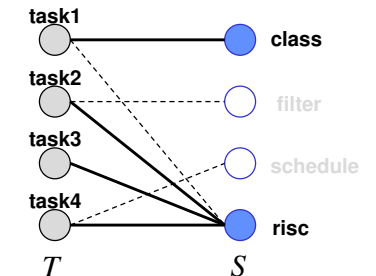 task1
class
task2
filter
task3
schedule
task4
risc
T
S